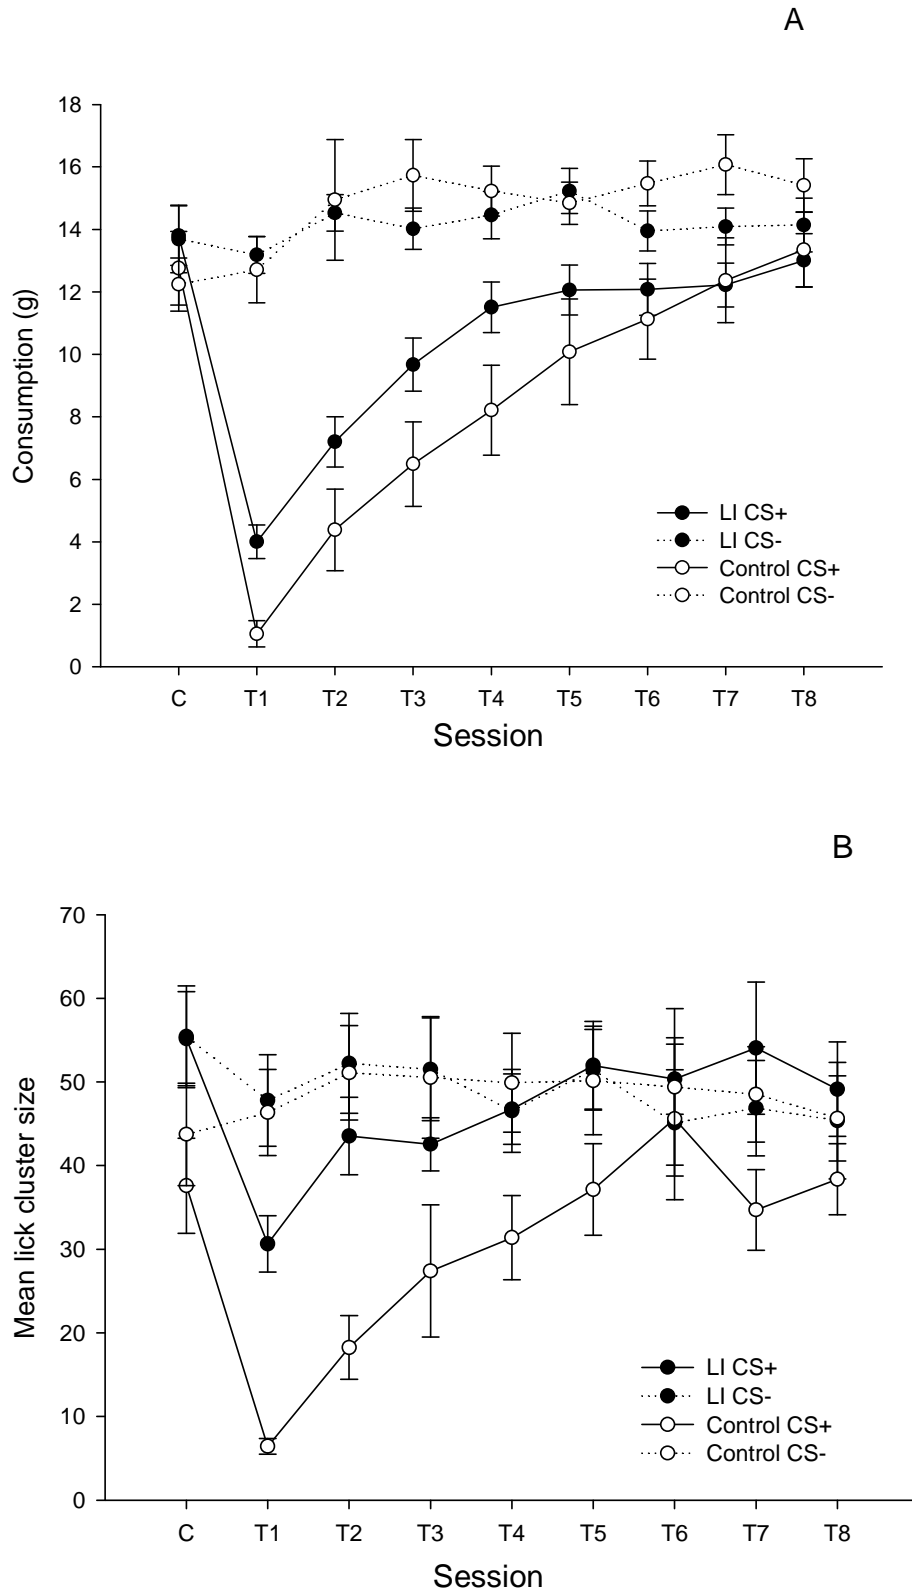 A
18
16
14
12
10
8
6
4
2
0
Consumption (g)
LI CS+
LI CS-
Control CS+
Control CS-
C T1 T2 T3 T4 T5 T6 T7 T8
Session
B
70
60
50
40
30
20
10
0
Mean lick cluster size
LI CS+
LI CS-
Control CS+
Control CS-
C T1 T2 T3 T4 T5 T6 T7 T8
Session